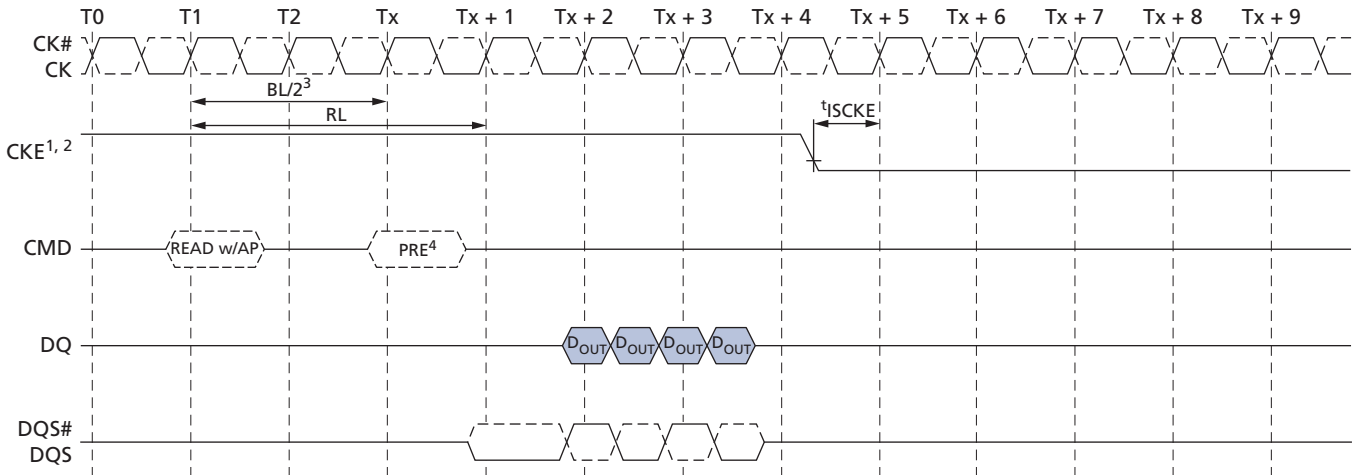 T0 T1 T2 Tx Tx + 1 Tx + 2 Tx + 3 Tx + 4 Tx + 5 Tx + 6 Tx + 7 Tx + 8 Tx + 9
CK#
CK
BL/2³
RL
tISCKE
CKE1, 2
CMD READ w/AP PRE⁴
DQ DOUT DOUT DOUT DOUT
DQS#
DQS